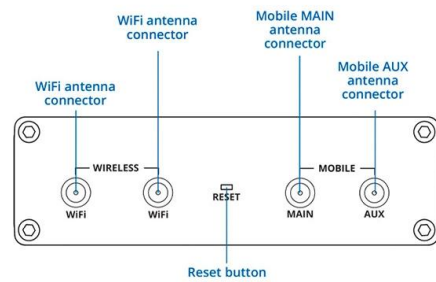 WiFi antenna
connector
Mobile MAIN
antenna
connector
WiFi antenna
connector
Mobile AUX
antenna
connector
WIRELESS
MOBILE
WiFi
WiFi
RESET
MAIN
AUX
Reset button